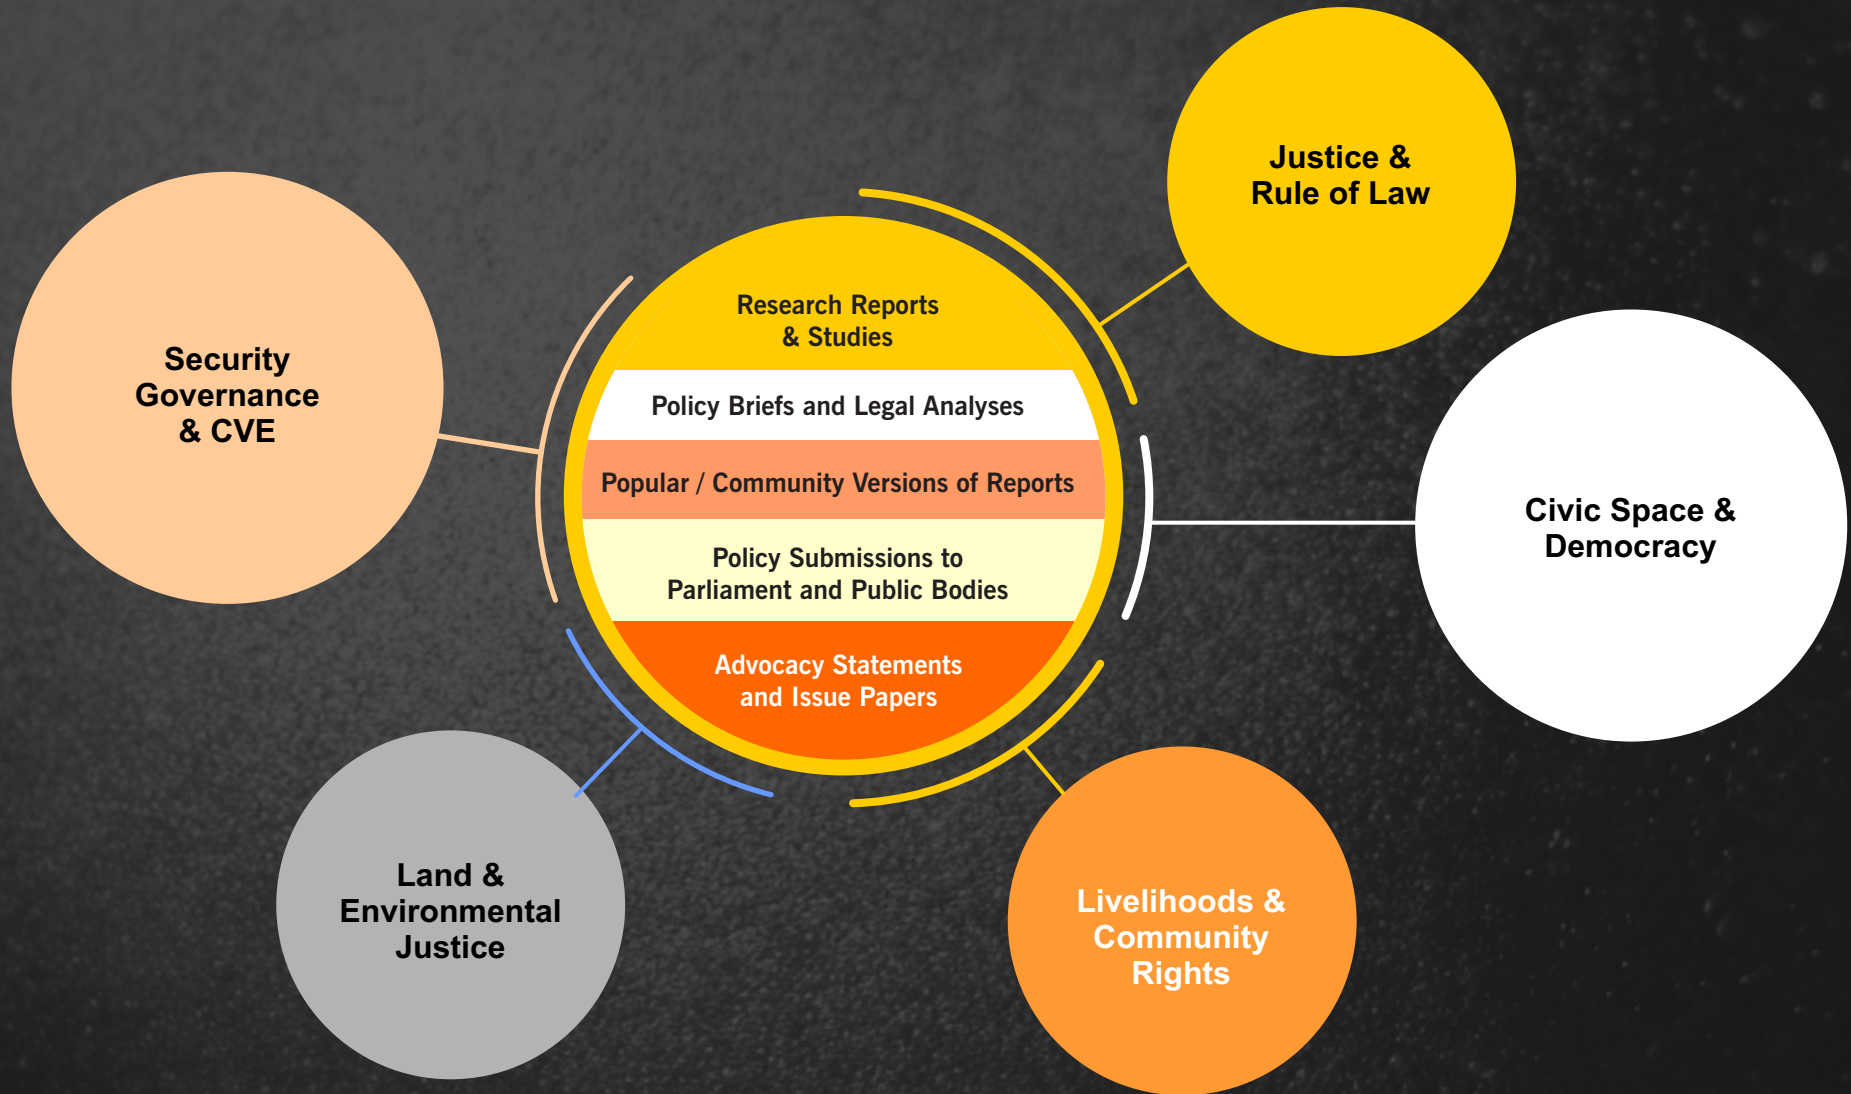 Justice &
Rule of Law
Security
Governance
& CVE
Research Reports
& Studies
Policy Briefs and Legal Analyses
Popular / Community Versions of Reports
Policy Submissions to
Parliament and Public Bodies
Advocacy Statements
and Issue Papers
Civic Space &
Democracy
Land &
Environmental
Justice
Livelihoods &
Community
Rights